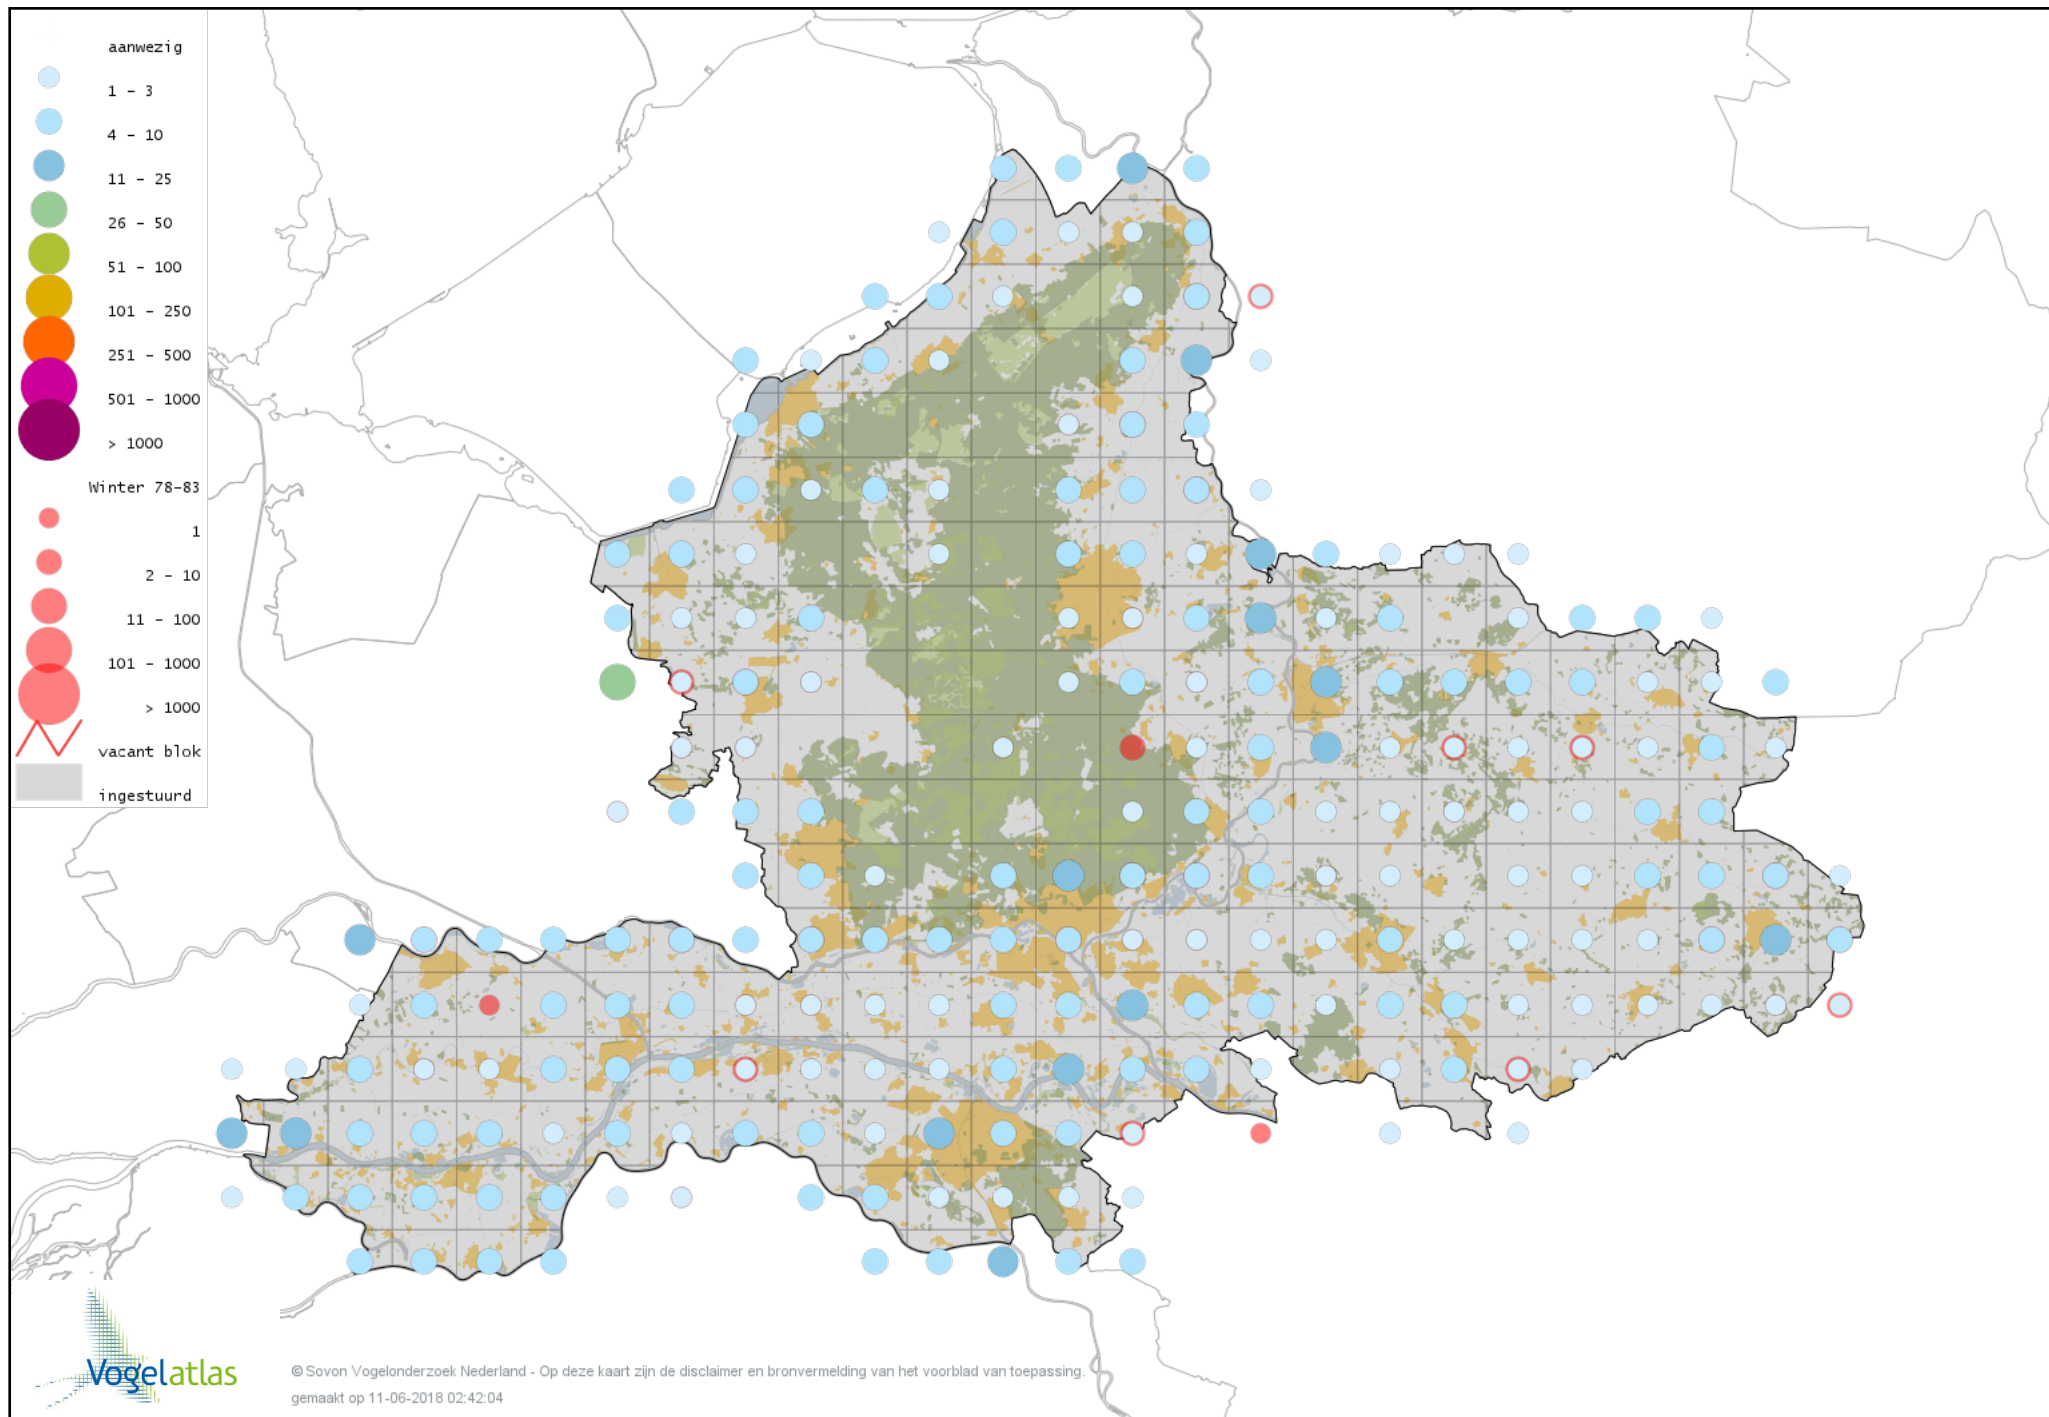 aanwezig
1 - 3
4 - 10
11 - 25
26 - 50
51 - 100
101 - 250
251 - 500
501 - 1000
> 1000
Winter 78-83
1
2 - 10
11 - 100
101 - 1000
> 1000
vacant blok
ingestuurd
Vogelatlas
© Sovon Vogelonderzoek Nederland - Op deze kaart zijn de disclaimer en bronvermelding van het voorblad van toepassing.
gemaakt op 11-06-2018 02:42:04